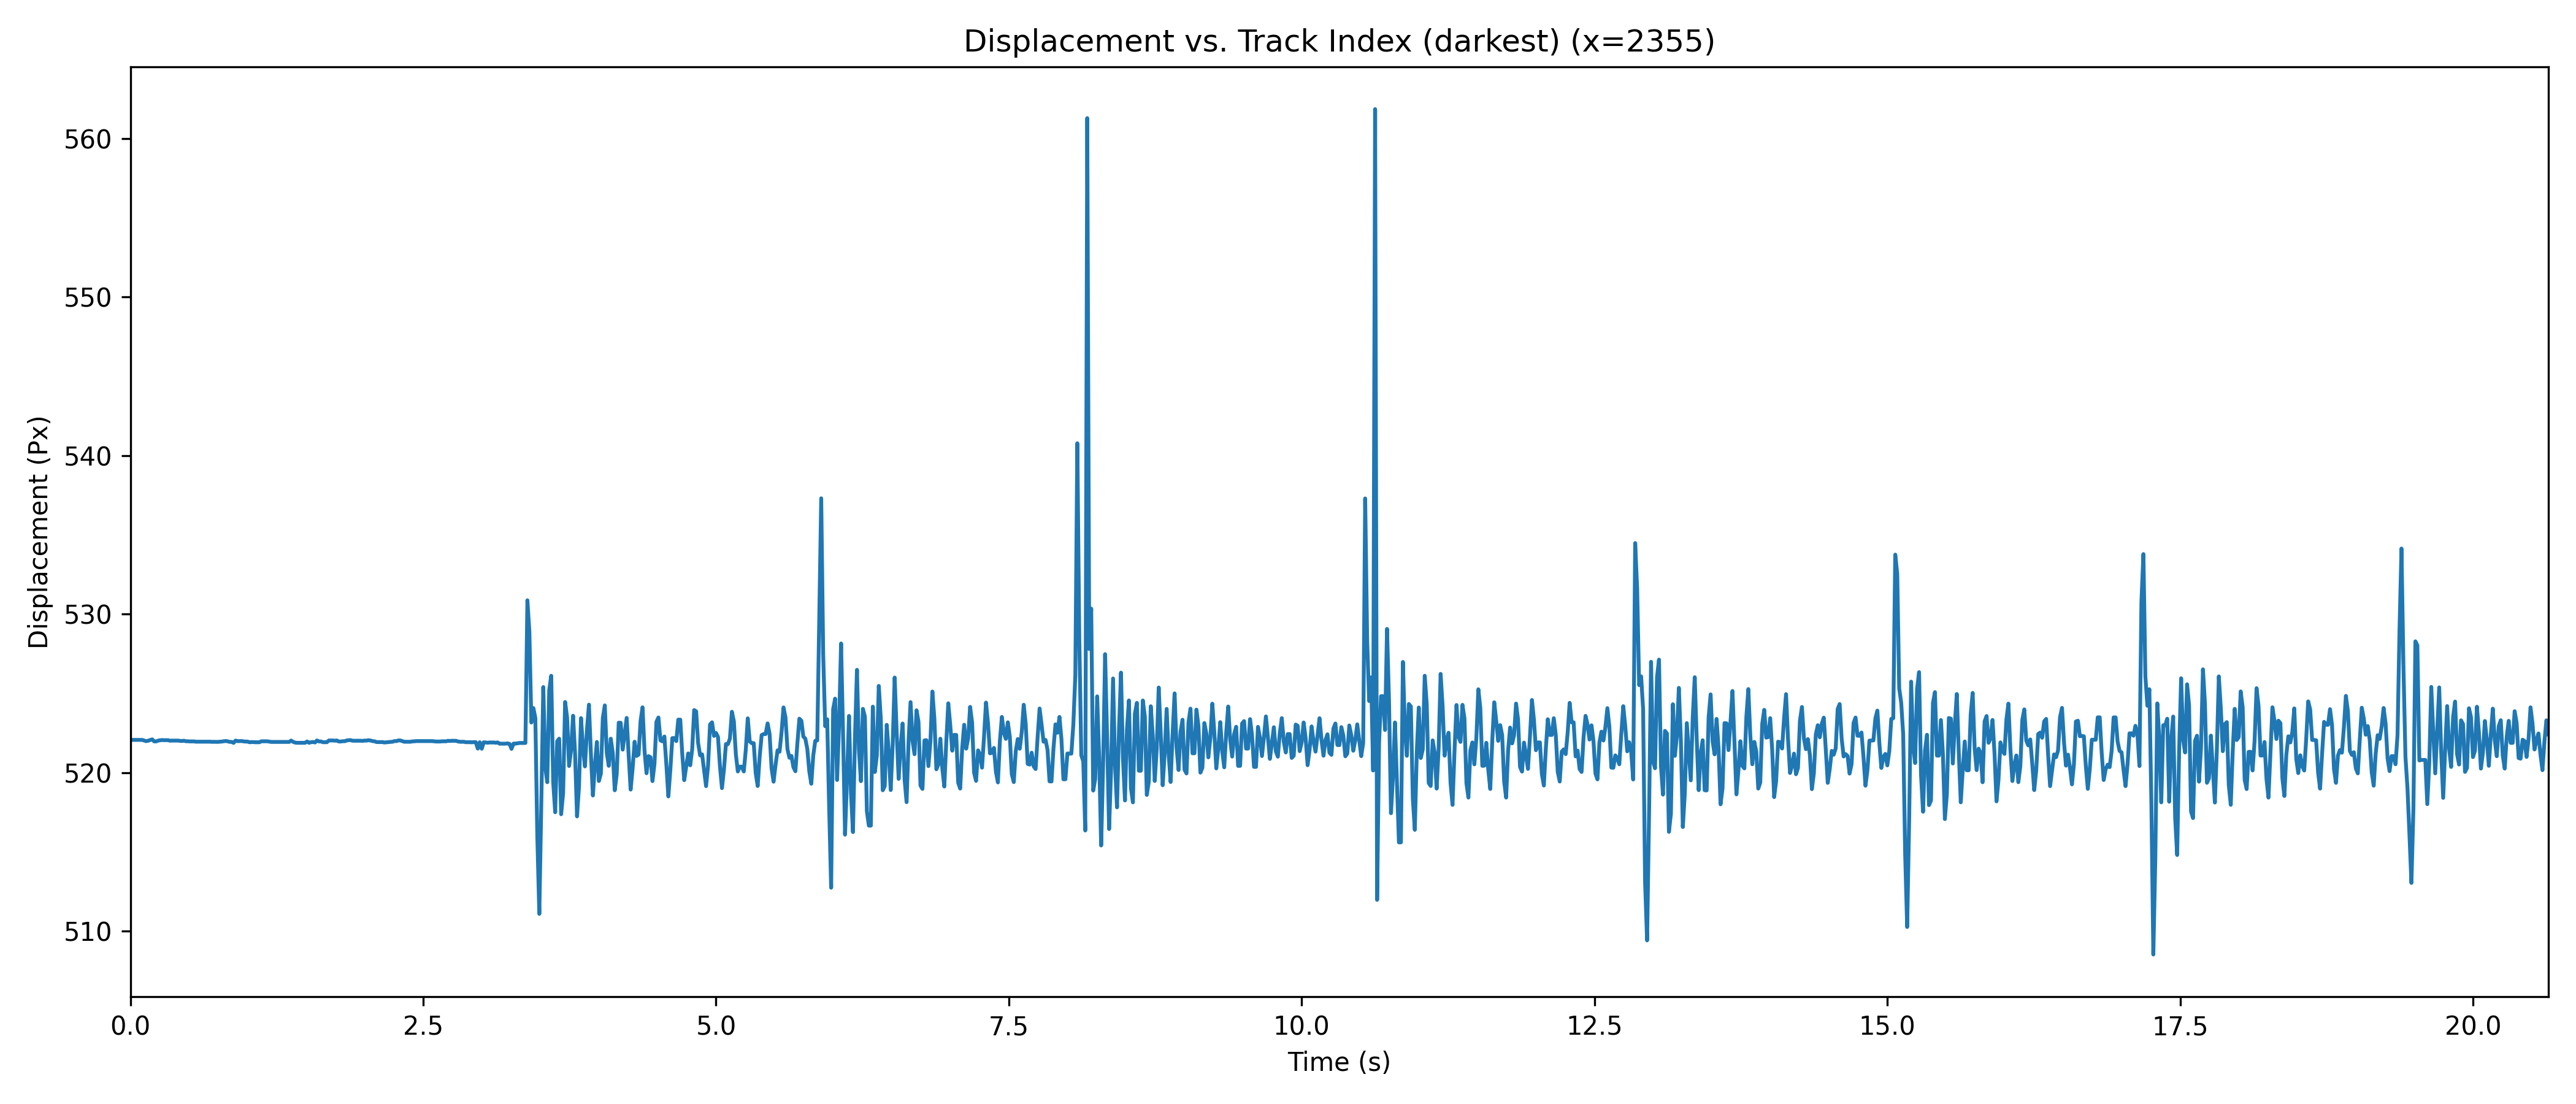 Displacement vs. Track Index (darkest) (x=2355)
Displacement (Px)
560
550
540
530
520
510
0.0 2.5 5.0 7.5 10.0 12.5 15.0 17.5 20.0
Time (s)